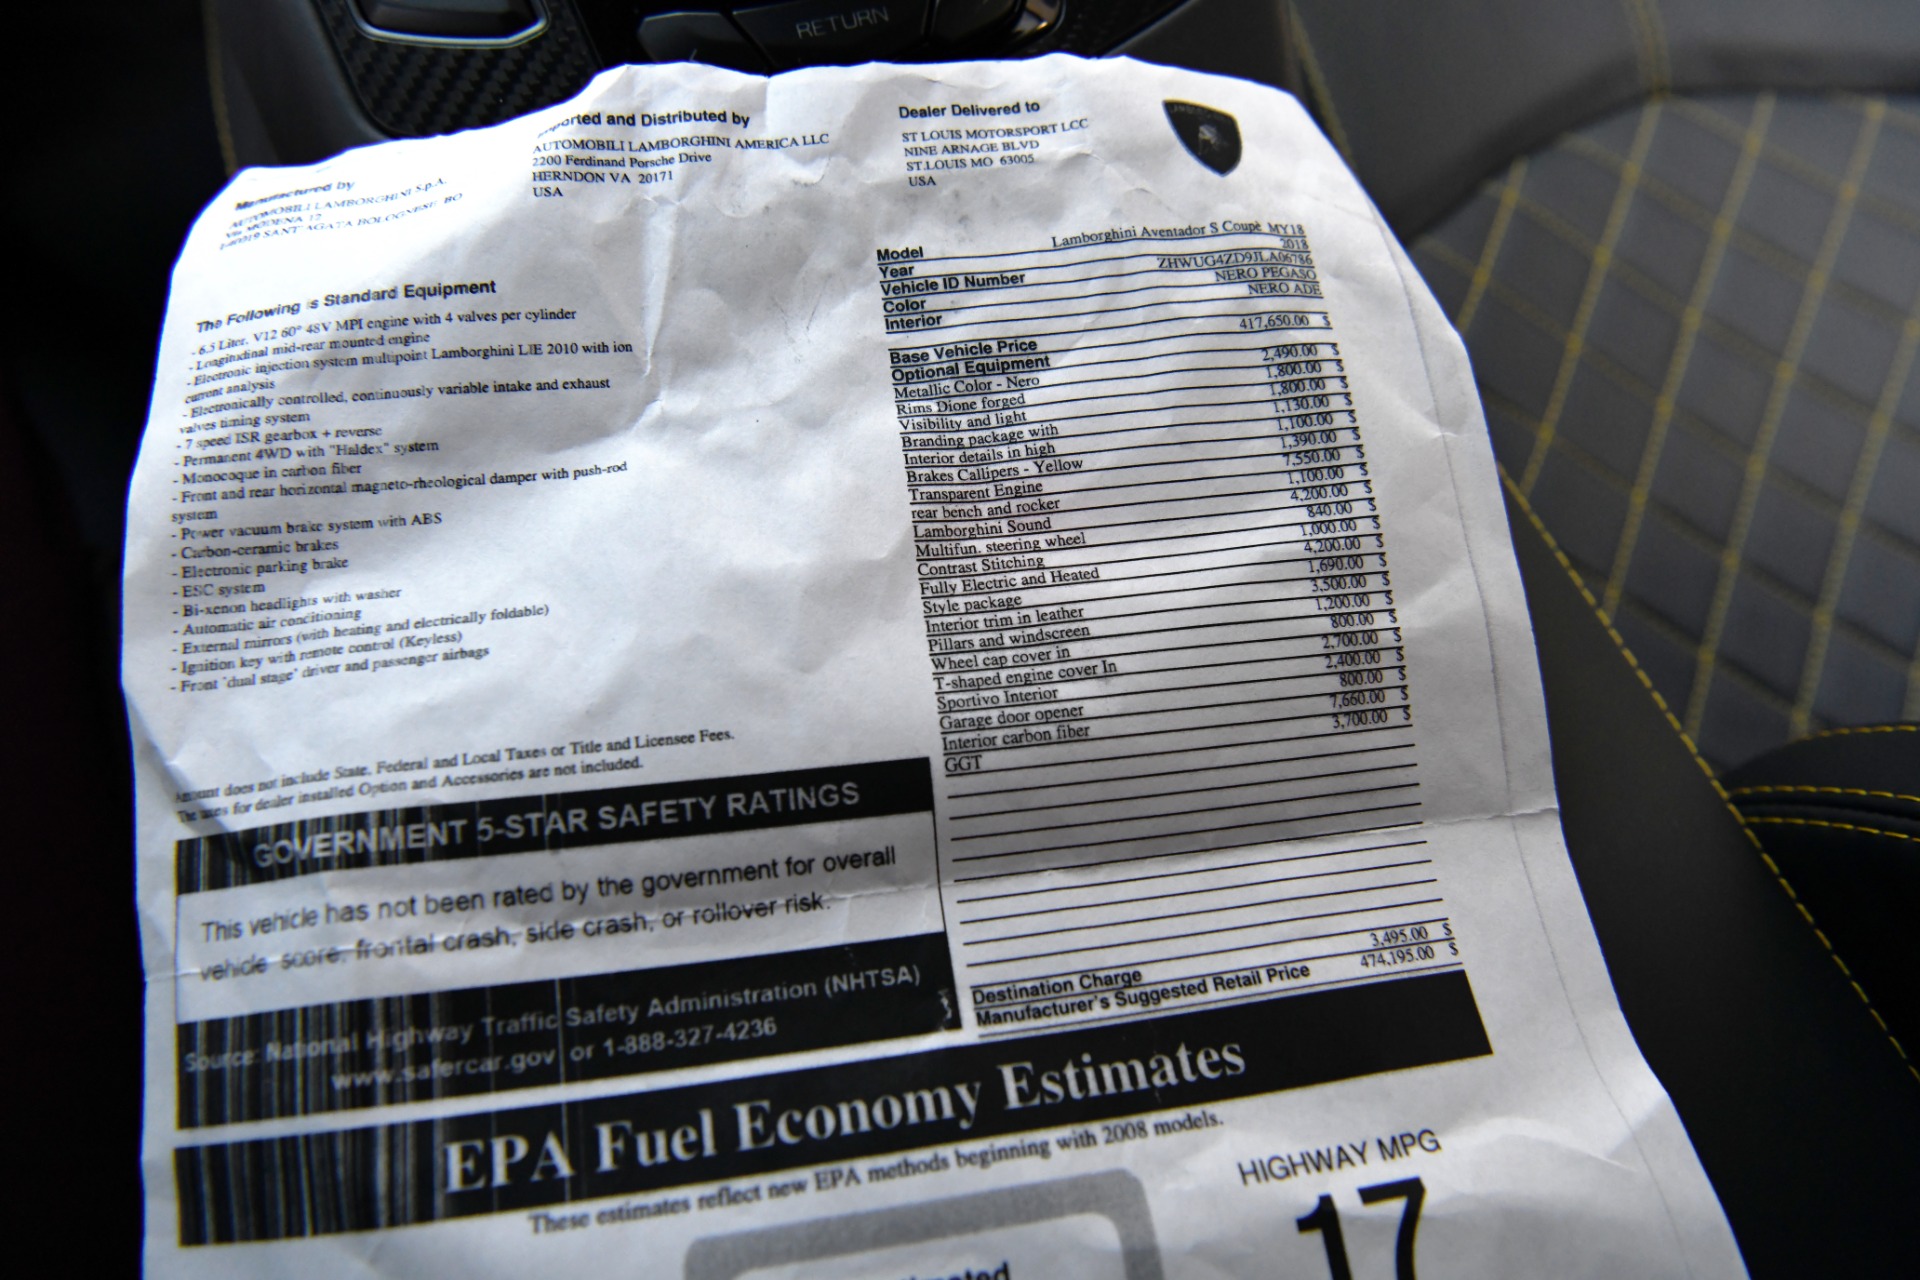 RETURN
Manufactured by
AUTOMOBILI LAMBORGHINI S.p.A.
Via MODENA 12
I-40019 SANT'AGATA BOLOGNESE BO
ported and Distributed by
AUTOMOBILI LAMBORGHINI AMERICA LLC
2200 Ferdinand Porsche Drive
HERNDON VA 20171
USA
Dealer Delivered to
ST LOUIS MOTORSPORT LCC
NINE ARNAGE BLVD
ST.LOUIS MO 63005
USA
The Following is Standard Equipment
- 6.5 Liter, V12 60° 48V MPI engine with 4 valves per cylinder
- Longitudinal mid-rear mounted engine
- Electronic injection system multipoint Lamborghini LIE 2010 with ion
current analysis
- Electronically controlled, continuously variable intake and exhaust
valves timing system
- 7 speed ISR gearbox + reverse
- Permanent 4WD with "Haldex" system
- Monocoque in carbon fiber
- Front and rear horizontal magneto-rheological damper with push-rod
system
- Power vacuum brake system with ABS
- Carbon-ceramic brakes
- Electronic parking brake
- ESC system
- Bi-xenon headlights with washer
- Automatic air conditioning
- External mirrors (with heating and electrically foldable)
- Ignition key with remote control (Keyless)
- Front 'dual stage' driver and passenger airbags
Model Lamborghini Aventador S Coupè MY18
Year 2018
Vehicle ID Number ZHWUG4ZD9JLA06786
Color NERO PEGASO
Interior NERO ADE
Base Vehicle Price 417,650.00 $
Optional Equipment
Metallic Color - Nero 2,490.00 $
Rims Dione forged 1,800.00 $
Visibility and light 1,800.00 $
Branding package with 1,130.00 $
Interior details in high 1,100.00 $
Brakes Callipers - Yellow 1,390.00 $
Transparent Engine 7,550.00 $
rear bench and rocker 1,100.00 $
Lamborghini Sound 4,200.00 $
Multifun. steering wheel 840.00 $
Contrast Stitching 1,000.00 $
Fully Electric and Heated 4,200.00 $
Style package 1,690.00 $
Interior trim in leather 3,500.00 $
Pillars and windscreen 1,200.00 $
Wheel cap cover in 800.00 $
T-shaped engine cover In 2,700.00 $
Sportivo Interior 2,400.00 $
Garage door opener 800.00 $
Interior carbon fiber 7,660.00 $
GGT 3,700.00 $
Destination Charge 3,495.00 $
Manufacturer's Suggested Retail Price 474,195.00 $
Amount does not include State, Federal and Local Taxes or Title and Licensee Fees.
The taxes for dealer installed Option and Accessories are not included.
GOVERNMENT 5-STAR SAFETY RATINGS
This vehicle has not been rated by the government for overall
vehicle score, frontal crash, side crash, or rollover risk.
Source: National Highway Traffic Safety Administration (NHTSA)
www.safercar.gov or 1-888-327-4236
EPA Fuel Economy Estimates
These estimates reflect new EPA methods beginning with 2008 models.
HIGHWAY MPG
17